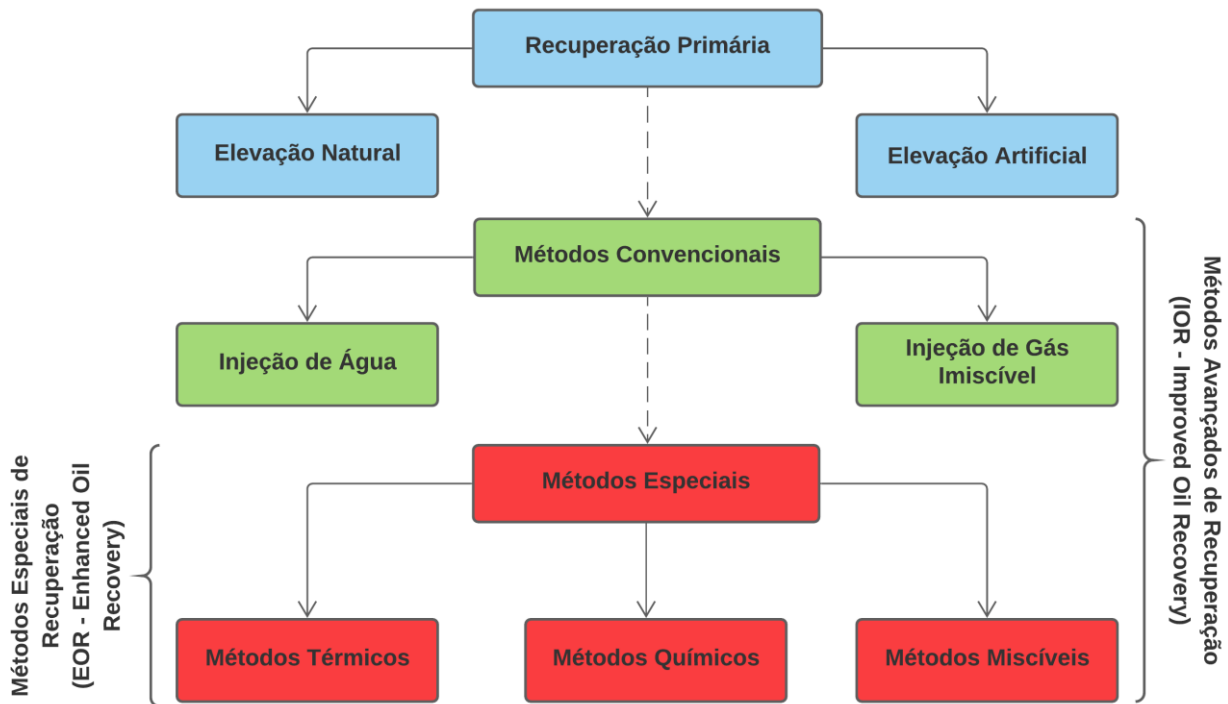 Recuperação Primária
Elevação Natural
Elevação Artificial
Métodos Convencionais
Injeção de Água
Injeção de Gás
Imiscível
Métodos Especiais
Métodos Térmicos
Métodos Químicos
Métodos Miscíveis
Métodos Especiais de
Recuperação
(EOR - Enhanced Oil
Recovery)
Métodos Avançados de Recuperação
(IOR - Improved Oil Recovery)